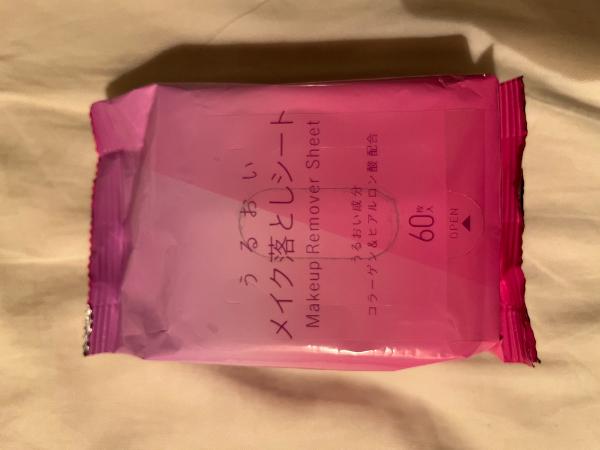 うるおい
メイク落としシート
Makeup Remover Sheet
うるおい成分
コラーゲン&ヒアルロン酸 配合
60枚入
OPEN